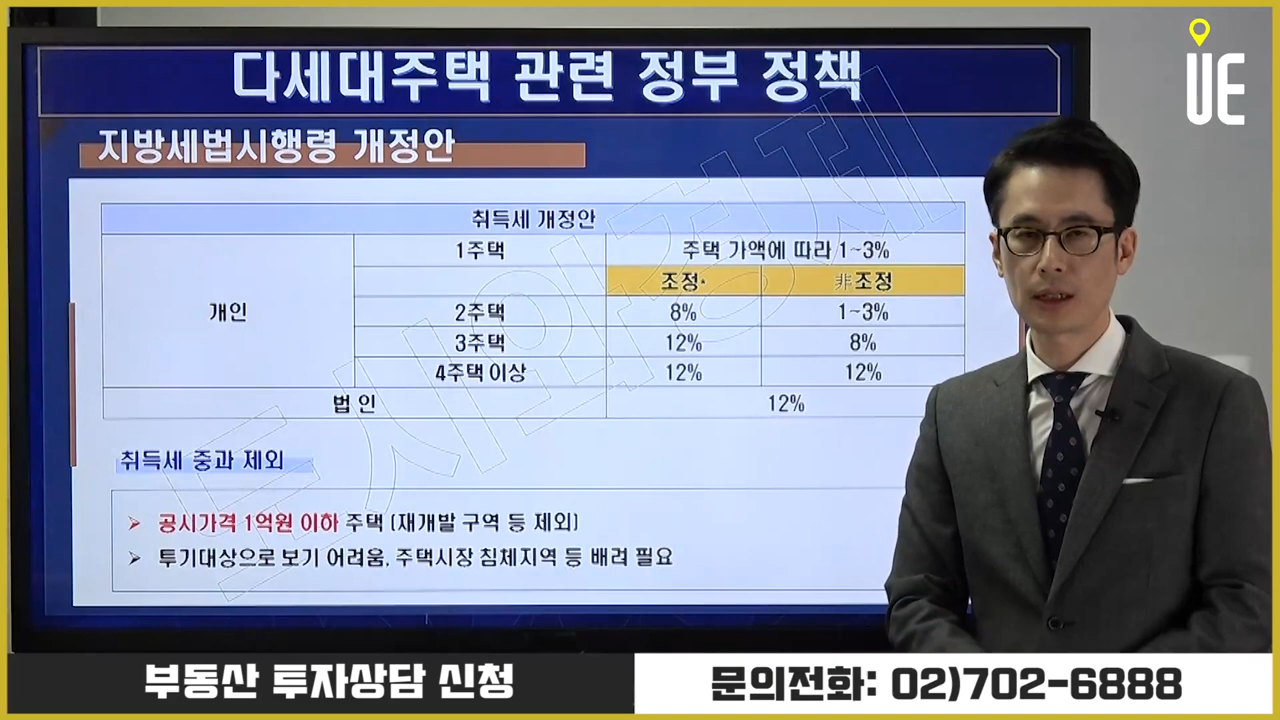 다세대주택 관련 정부 정책
UE
지방세법시행령 개정안
취득세 개정안
개인 1주택 주택 가액에 따라 1~3%
조정* 非조정
2주택 8% 1~3%
3주택 12% 8%
4주택 이상 12% 12%
법 인 12%
취득세 중과 제외
➢ 공시가격 1억원 이하 주택 (재개발 구역 등 제외)
➢ 투기대상으로 보기 어려움, 주택시장 침체지역 등 배려 필요
도시와경제
부동산 투자상담 신청
문의전화: 02)702-6888